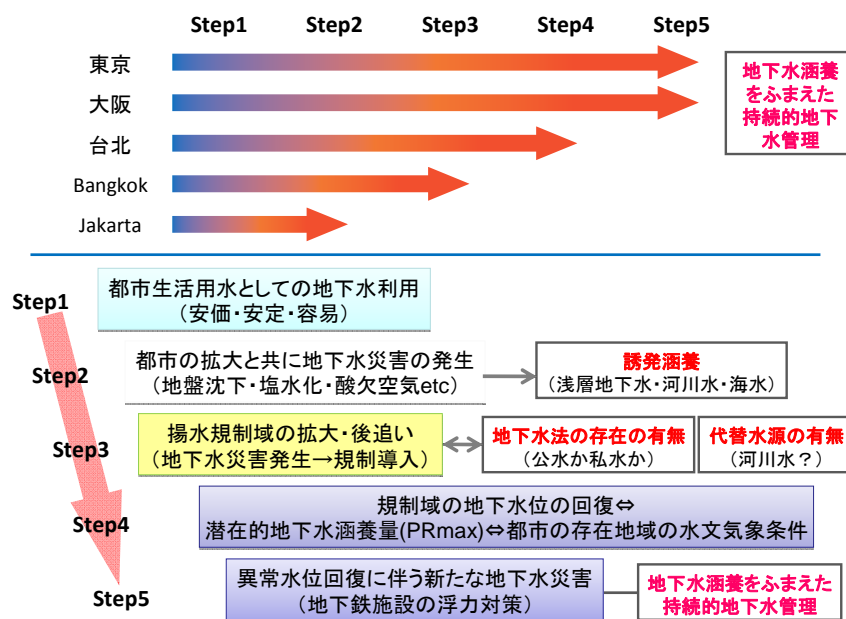 Step1 Step2 Step3 Step4 Step5
東京
大阪
台北
Bangkok
Jakarta
地下水涵養
をふまえた
持続的地下
水管理
Step1
都市生活用水としての地下水利用
（安価・安定・容易）
Step2
都市の拡大と共に地下水災害の発生
（地盤沈下・塩水化・酸欠空気etc）
誘発涵養
（浅層地下水・河川水・海水）
Step3
揚水規制域の拡大・後追い
（地下水災害発生→規制導入）
地下水法の存在の有無
（公水か私水か）
代替水源の有無
（河川水？）
Step4
規制域の地下水位の回復⇔
潜在的地下水涵養量(PRmax)⇔都市の存在地域の水文気象条件
Step5
異常水位回復に伴う新たな地下水災害
（地下鉄施設の浮力対策）
地下水涵養をふまえた
持続的地下水管理